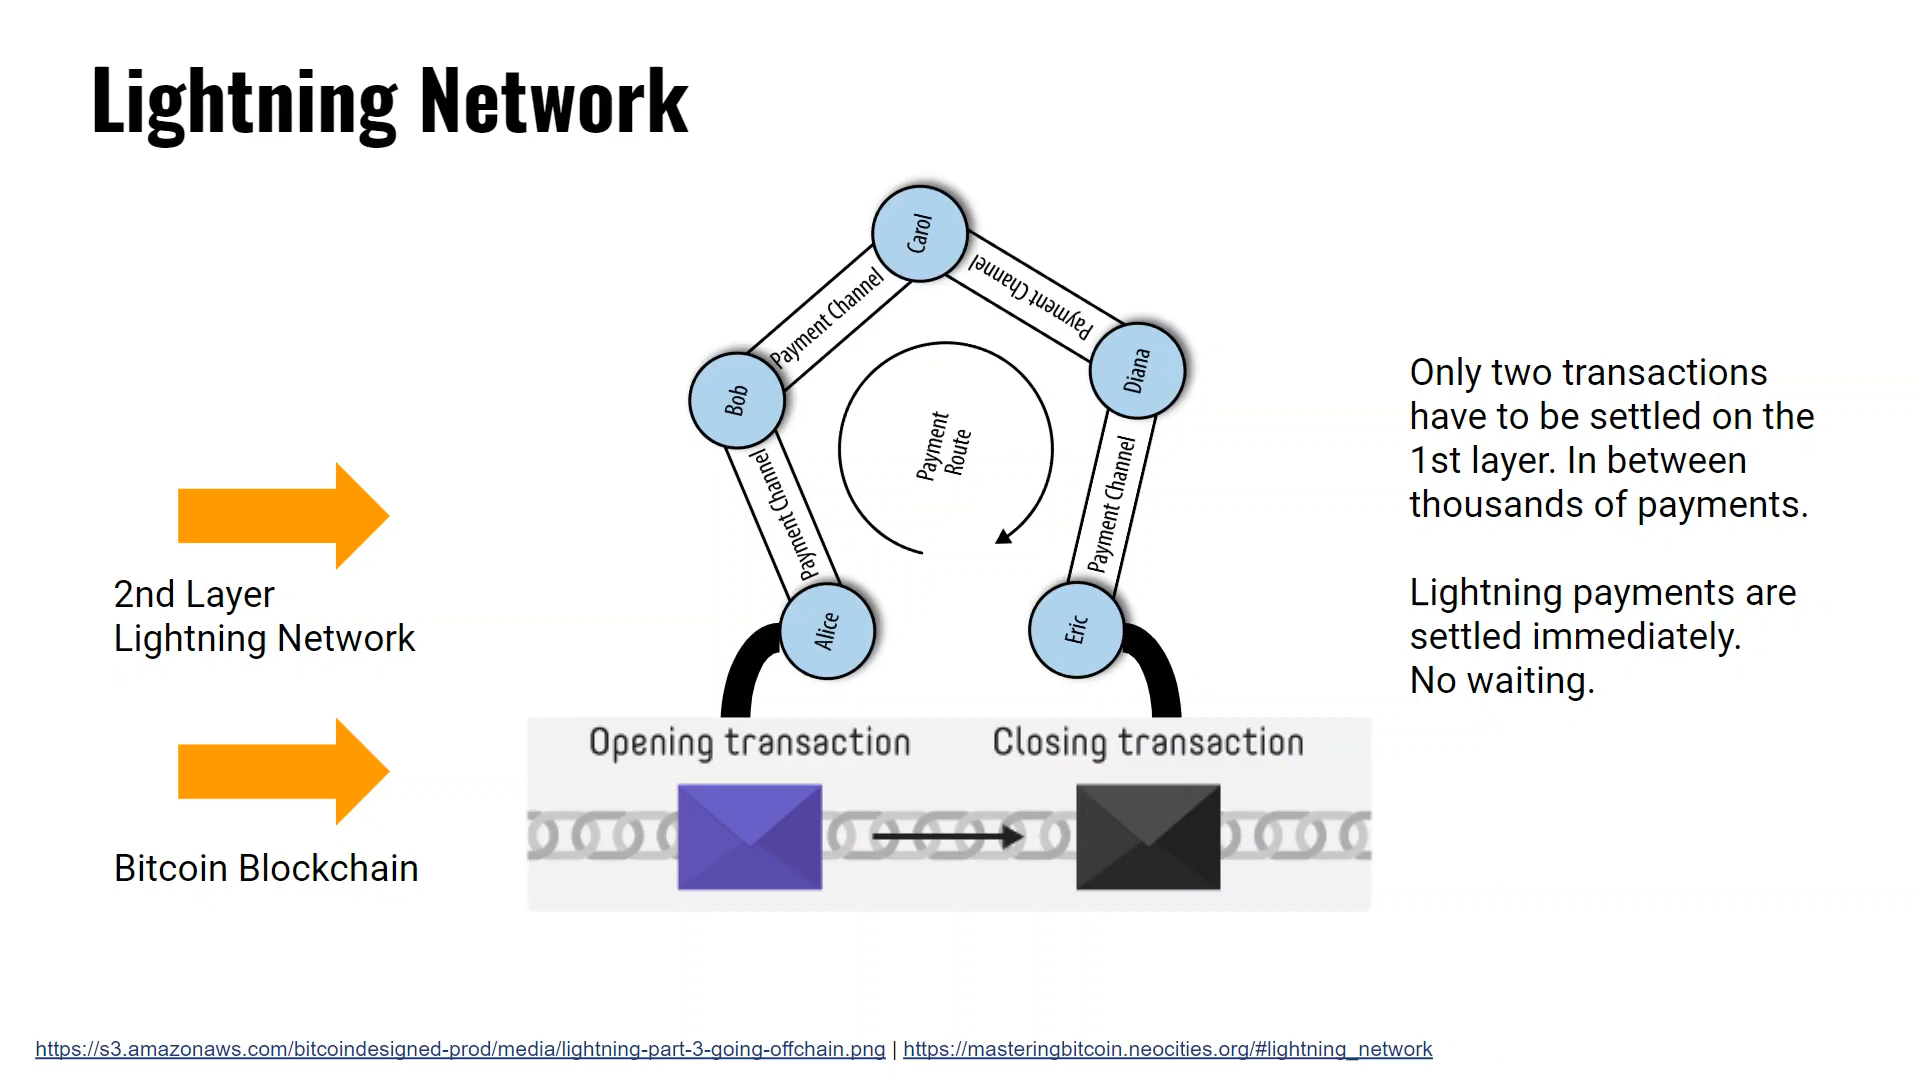 Lightning Network
Carol
Payment Channel
Payment Channel
Bob
Diana
Payment
Route
Payment Channel
Payment Channel
Alice
Eric
2nd Layer
Lightning Network
Bitcoin Blockchain
Opening transaction
Closing transaction
Only two transactions
have to be settled on the
1st layer. In between
thousands of payments.
Lightning payments are
settled immediately.
No waiting.
https://s3.amazonaws.com/bitcoindesigned-prod/media/lightning-part-3-going-offchain.png | https://masteringbitcoin.neocities.org/#lightning_network